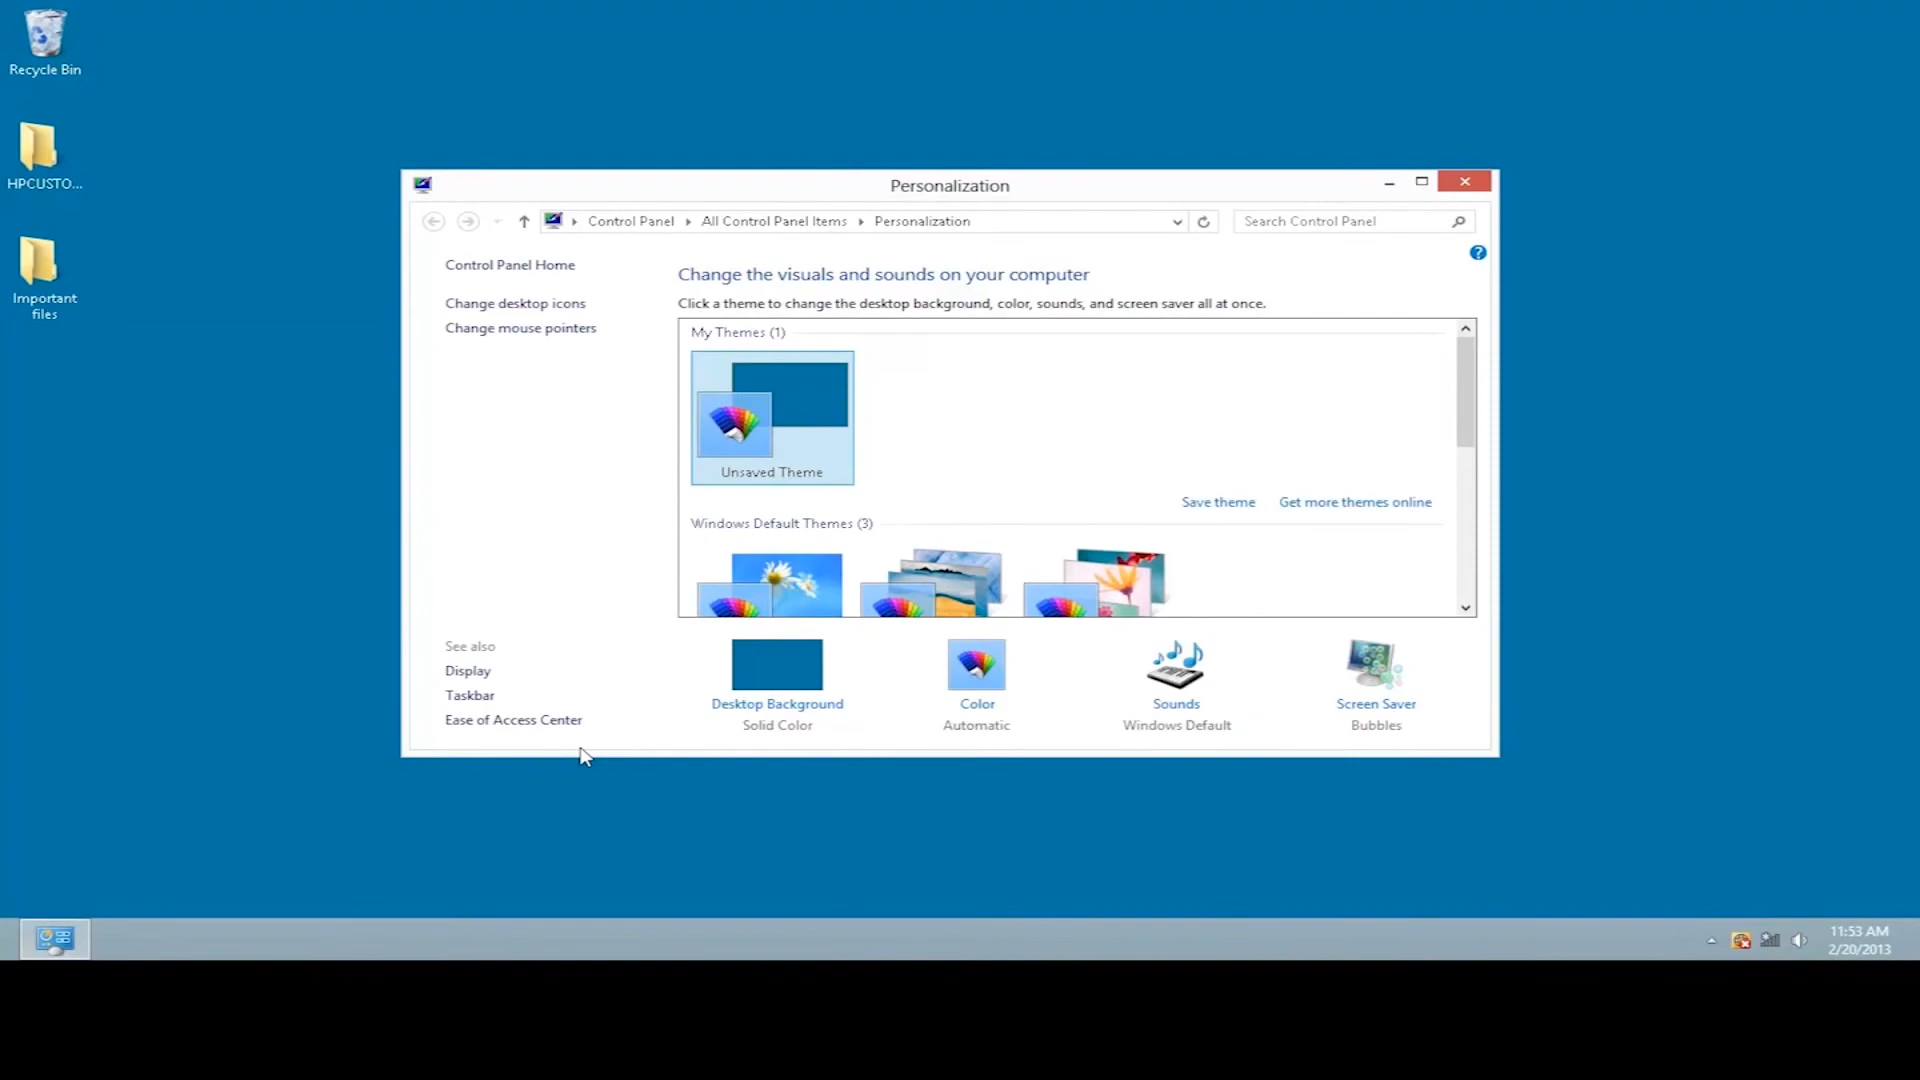 Recycle Bin
HPCUSTO...
Important
files
Personalization
Control Panel
All Control Panel Items
Personalization
Search Control Panel
?
Control Panel Home
Change desktop icons
Change mouse pointers
Change the visuals and sounds on your computer
Click a theme to change the desktop background, color, sounds, and screen saver all at once.
My Themes (1)
Unsaved Theme
Save theme
Get more themes online
Windows Default Themes (3)
See also
Display
Taskbar
Ease of Access Center
Desktop Background
Solid Color
Color
Automatic
Sounds
Windows Default
Screen Saver
Bubbles
11:53 AM
2/20/2013